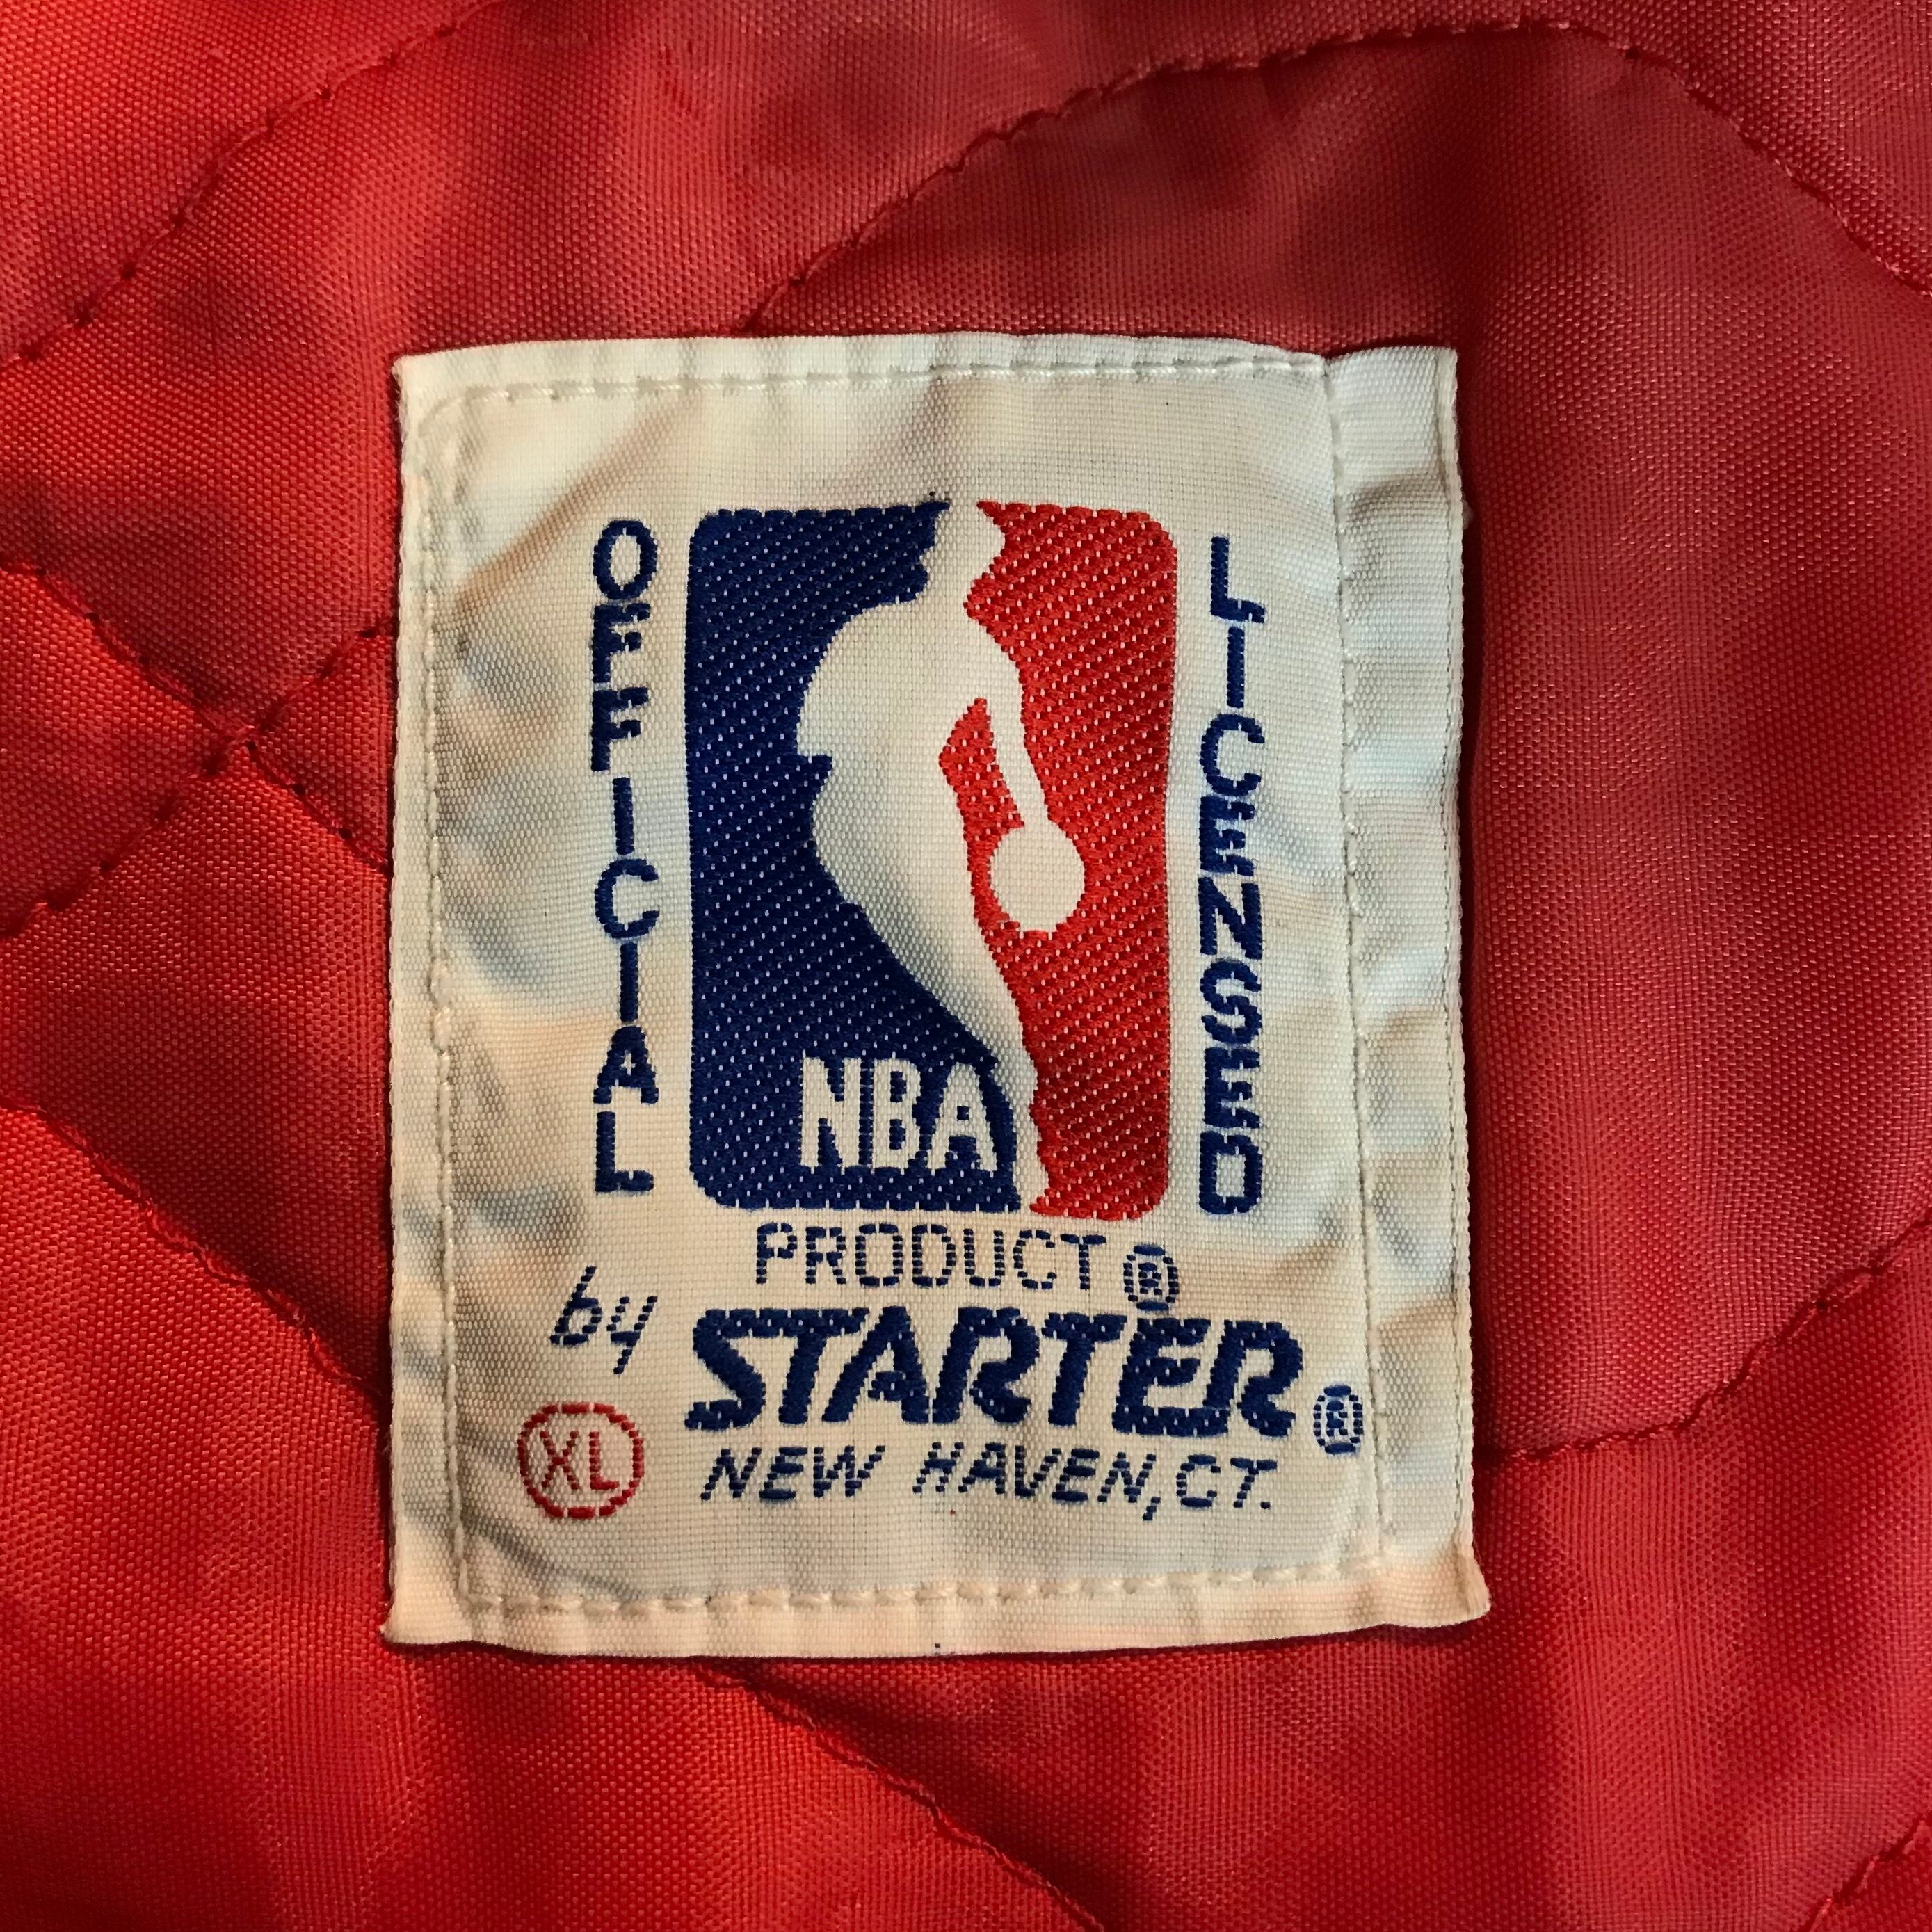 OFFICIAL
LICENSED
NBA
PRODUCT ®
by STARTER ®
XL
NEW HAVEN, CT.